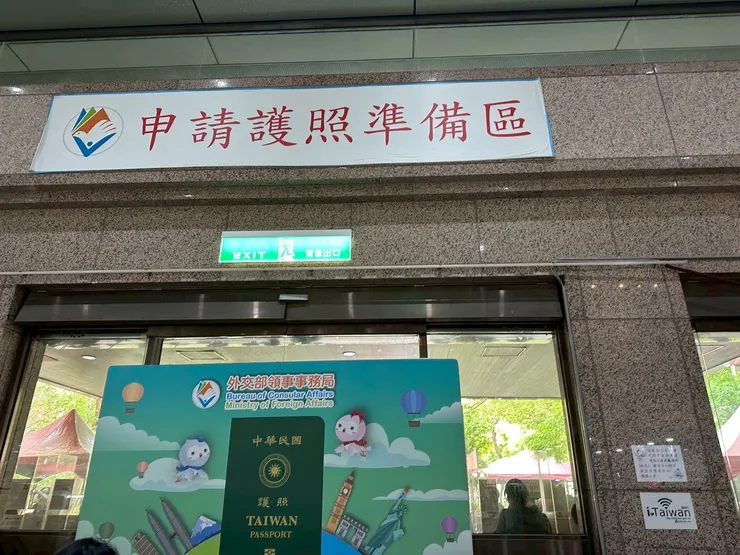 申請護照準備區
EXIT 緊急出口
外交部領事事務局
Bureau of Consular Affairs
Ministry of Foreign Affairs
中華民國
護照
TAIWAN
PASSPORT
iTaiwan